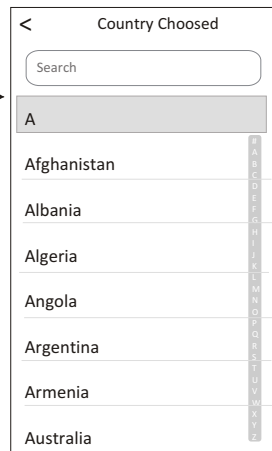 < Country Choosed
Search
A
Afghanistan
Albania
Algeria
Angola
Argentina
Armenia
Australia
#
A
B
C
D
E
F
G
H
I
J
K
L
M
N
O
P
Q
R
S
T
U
V
W
X
Y
Z